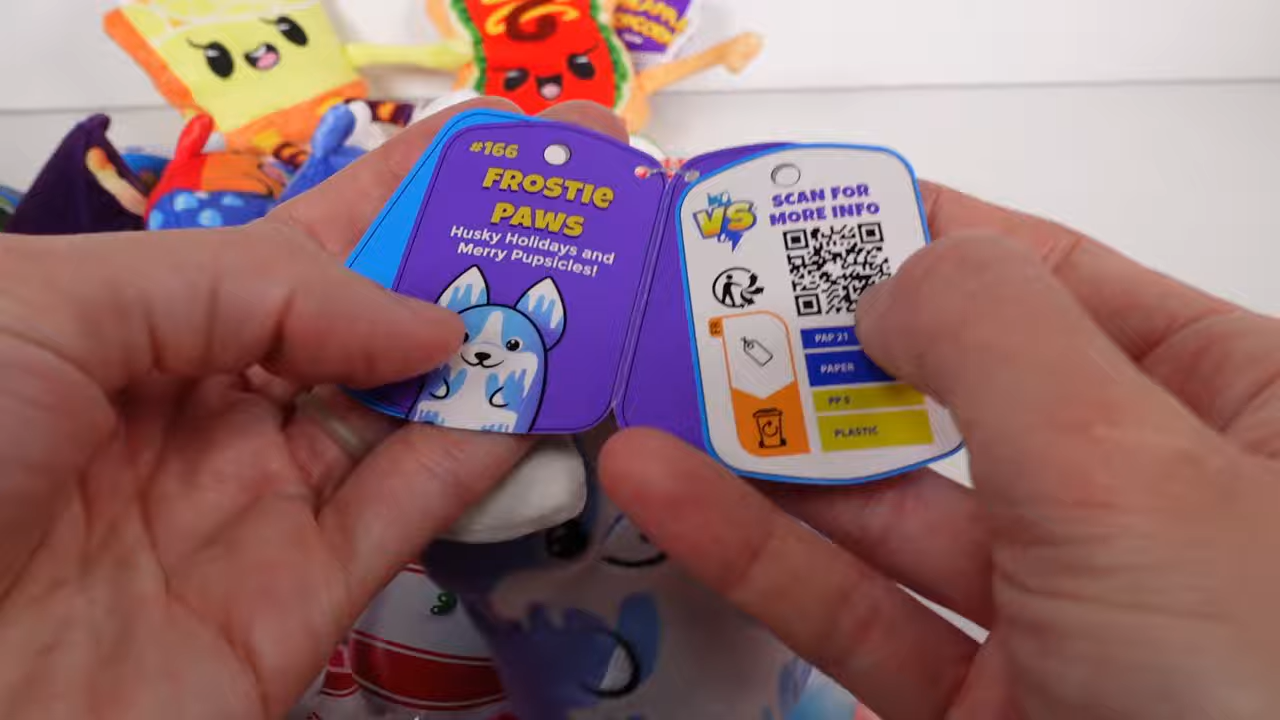 #166
FROSTIE
PAWS
Husky Holidays and
Merry Pupsicles!
VS
SCAN FOR
MORE INFO
FR
PAP 21
PAPER
PP 5
PLASTIC